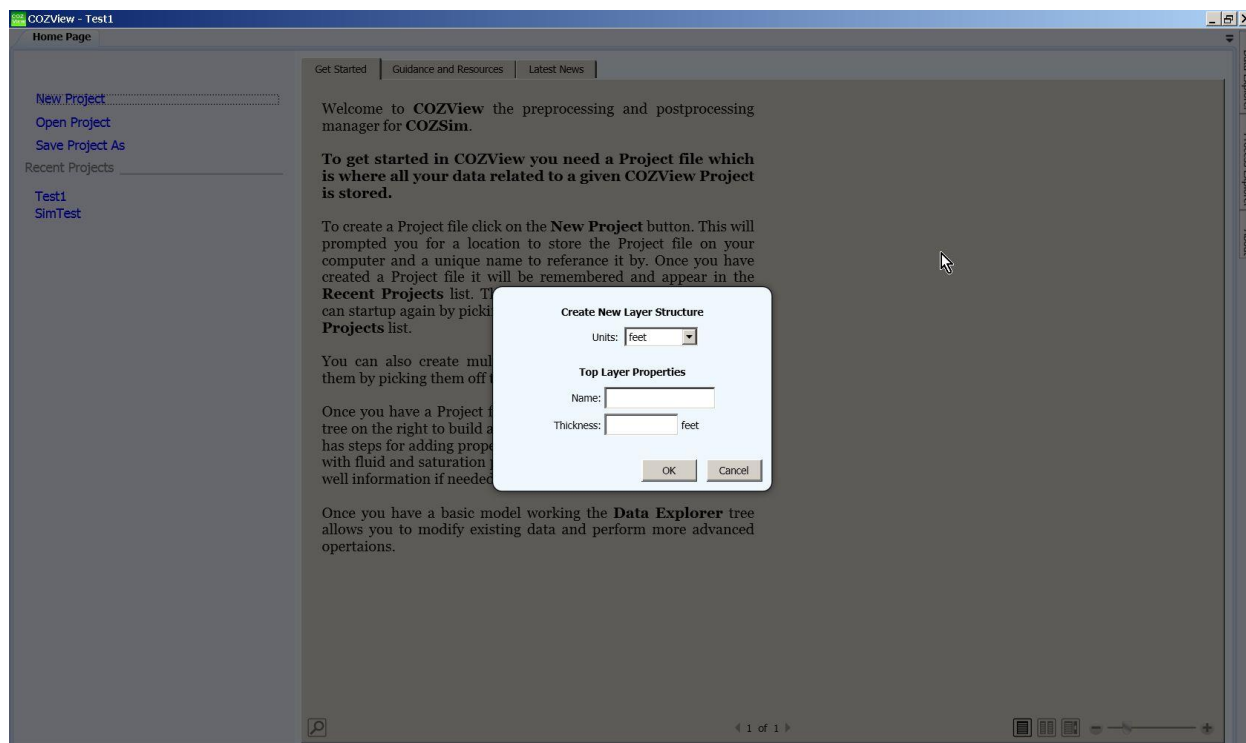 COZView - Test1
Home Page
New Project
Open Project
Save Project As
Recent Projects
Test1
SimTest
Get Started
Guidance and Resources
Latest News
Welcome to COZView the preprocessing and postprocessing
manager for COZSim.
To get started in COZView you need a Project file which
is where all your data related to a given COZView Project
is stored.
To create a Project file click on the New Project button. This will
prompted you for a location to store the Project file on your
computer and a unique name to referance it by. Once you have
created a Project file it will be remembered and appear in the
Recent Projects list.
can startup again by
Projects list.
You can also create
them by picking them off
Once you have a Project
tree on the right to build
has steps for adding
with fluid and saturation
well information if needed
Once you have a basic model working the Data Explorer tree
allows you to modify existing data and perform more advanced
opertaions.
Create New Layer Structure
Units: feet
Top Layer Properties
Name:
Thickness: feet
OK
Cancel
1 of 1